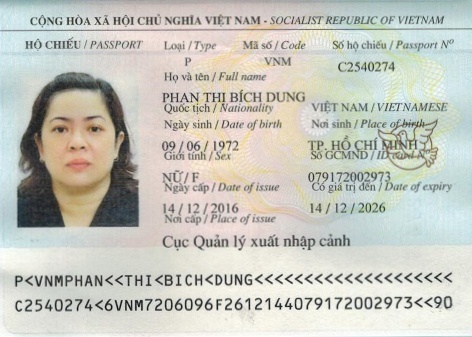 CỘNG HÒA XÃ HỘI CHỦ NGHĨA VIỆT NAM - SOCIALIST REPUBLIC OF VIETNAM
HỘ CHIẾU / PASSPORT Loại / Type Mã số / Code Số hộ chiếu / Passport Nº
P VNM C2540274
Họ và tên / Full name
PHAN THỊ BÍCH DUNG
Quốc tịch / Nationality VIỆT NAM / VIETNAMESE
Ngày sinh / Date of birth Nơi sinh / Place of birth
09 / 06 / 1972 TP. HỒ CHÍ MINH
Giới tính / Sex Số GCMND / ID card
NỮ / F 079172002973
Ngày cấp / Date of issue Có giá trị đến / Date of expiry
14 / 12 / 2016 14 / 12 / 2026
Nơi cấp / Place of issue
Cục Quản lý xuất nhập cảnh
P<VNMPHAN<<THI<BICH<DUNG<<<<<<<<<<<<<<<<<<<<
C2540274<6VNM7206096F2612144079172002973<<90